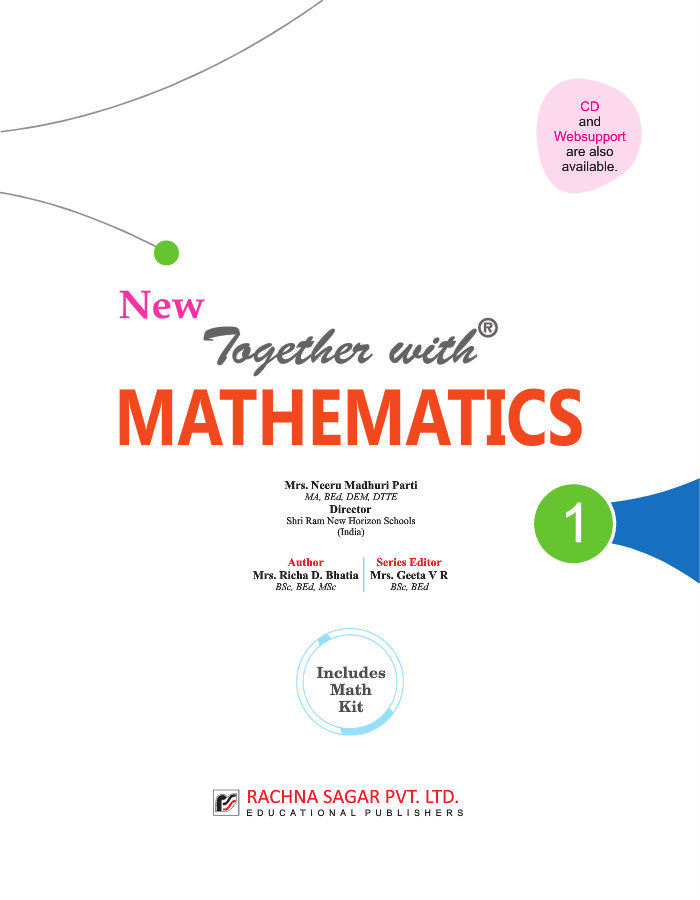 CD
and
Websupport
are also
available.
New
Together with®
MATHEMATICS
Mrs. Neeru Madhuri Parti
MA, BEd, DEM, DTTE
Director
Shri Ram New Horizon Schools
(India)
1
Author
Mrs. Richa D. Bhatia
BSc, BEd, MSc
Series Editor
Mrs. Geeta V R
BSc, BEd
Includes
Math
Kit
RACHNA SAGAR PVT. LTD.
EDUCATIONAL PUBLISHERS